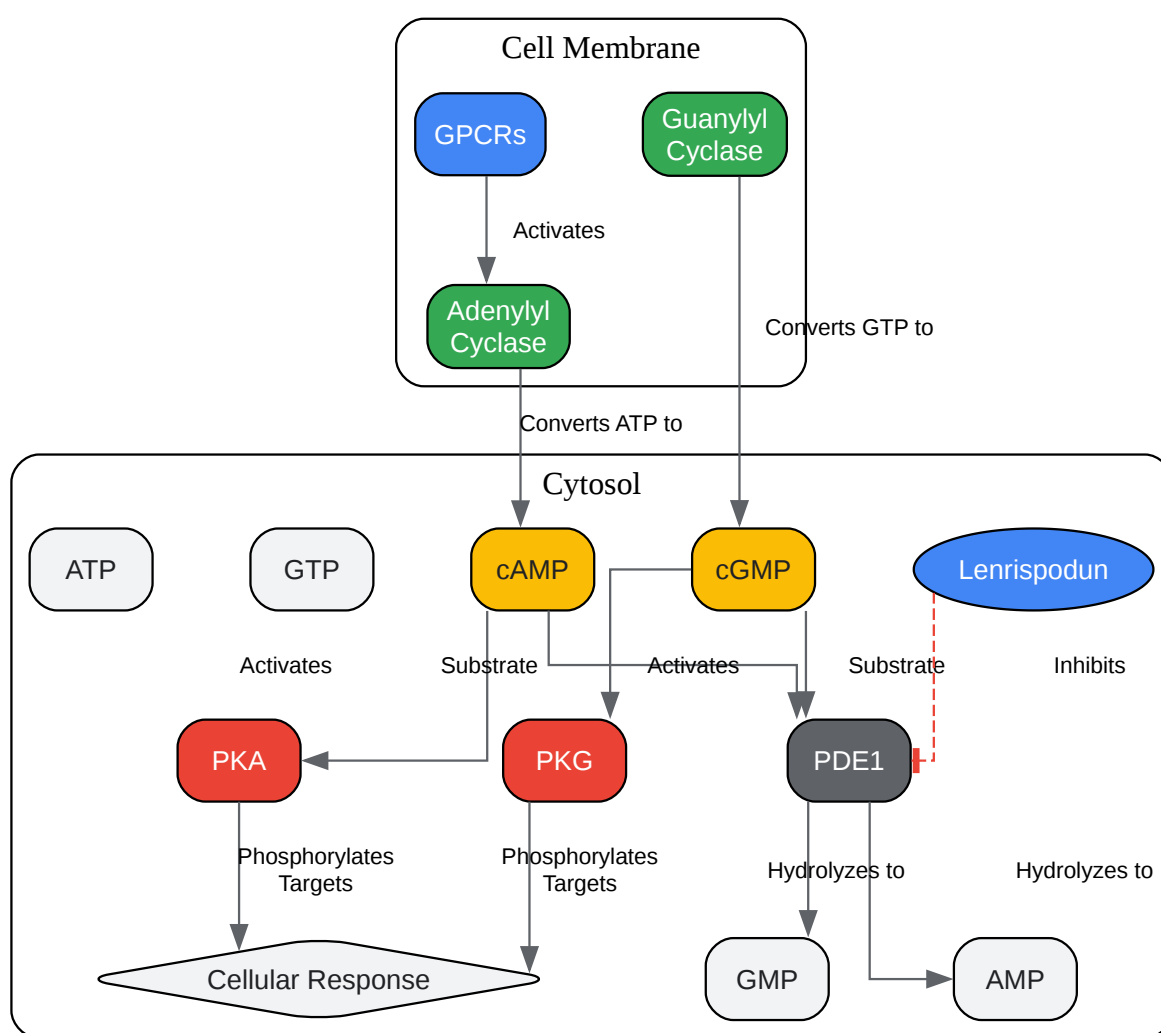 Cell Membrane
GPCRs
Guanylyl
Cyclase
Activates
Adenylyl
Cyclase
Converts GTP to
Converts ATP to
Cytosol
ATP
GTP
cAMP
cGMP
Lenrispodun
Activates
Substrate
Activates
Substrate
Inhibits
PKA
PKG
PDE1
Phosphorylates
Targets
Phosphorylates
Targets
Hydrolyzes to
Hydrolyzes to
Cellular Response
GMP
AMP